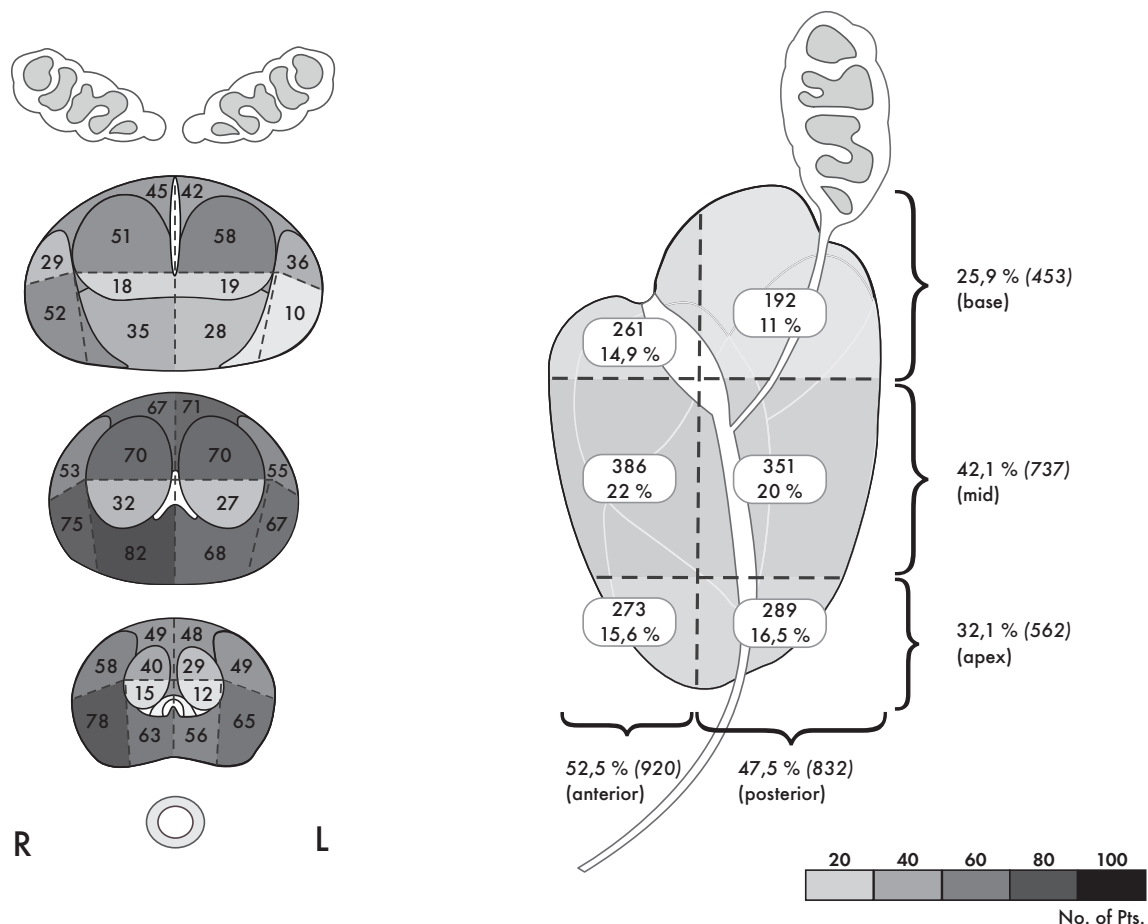 45 42
51 58
29 36
18 19
52 10
35 28
67 71
70 70
53 55
32 27
75 67
82 68
49 48
58 40 29 49
15 12
78 65
63 56
R L
192
11 %
261
14,9 %
386
22 %
351
20 %
273
15,6 %
289
16,5 %
25,9 % (453)
(base)
42,1 % (737)
(mid)
32,1 % (562)
(apex)
52,5 % (920)
(anterior)
47,5 % (832)
(posterior)
20 40 60 80 100
No. of Pts.